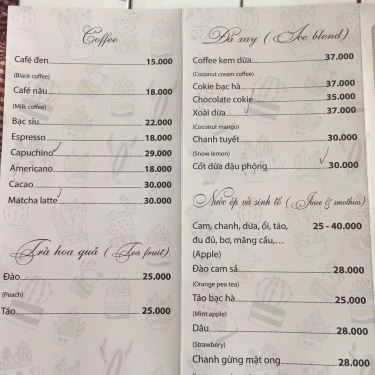 Coffee
Café đen 15.000
(Black coffee)
Café nâu 18.000
(Milk coffee)
Bạc sỉu 22.000
Espresso 18.000
Capuchino 29.000
Americano 18.000
Cacao 30.000
Matcha latte 30.000
Trà hoa quả ( Tea fruit)
Đào 25.000
(Peach)
Táo 25.000
Đá xay ( Ice blend)
Coffee kem dừa 37.000
(Coconut cream coffee)
Cokie bạc hà 37.000
Chocolate cokie 35.000
Xoài dừa 37.000
(Coconut mango)
Chanh tuyết 30.000
(Snow lemon)
Cốt dừa đậu phộng 30.000
Nước ép và sinh tố ( Juice & smothies)
Cam, chanh, dưa, ổi, táo, 25 - 40.000
đu đủ, bơ, mãng cầu,...
(Apple)
Đào cam sả 28.000
(Orange pea tea)
Táo bạc hà 25.000
(Mint apple)
Dâu 28.000
(Strawbery)
Chanh gừng mật ong 28.000